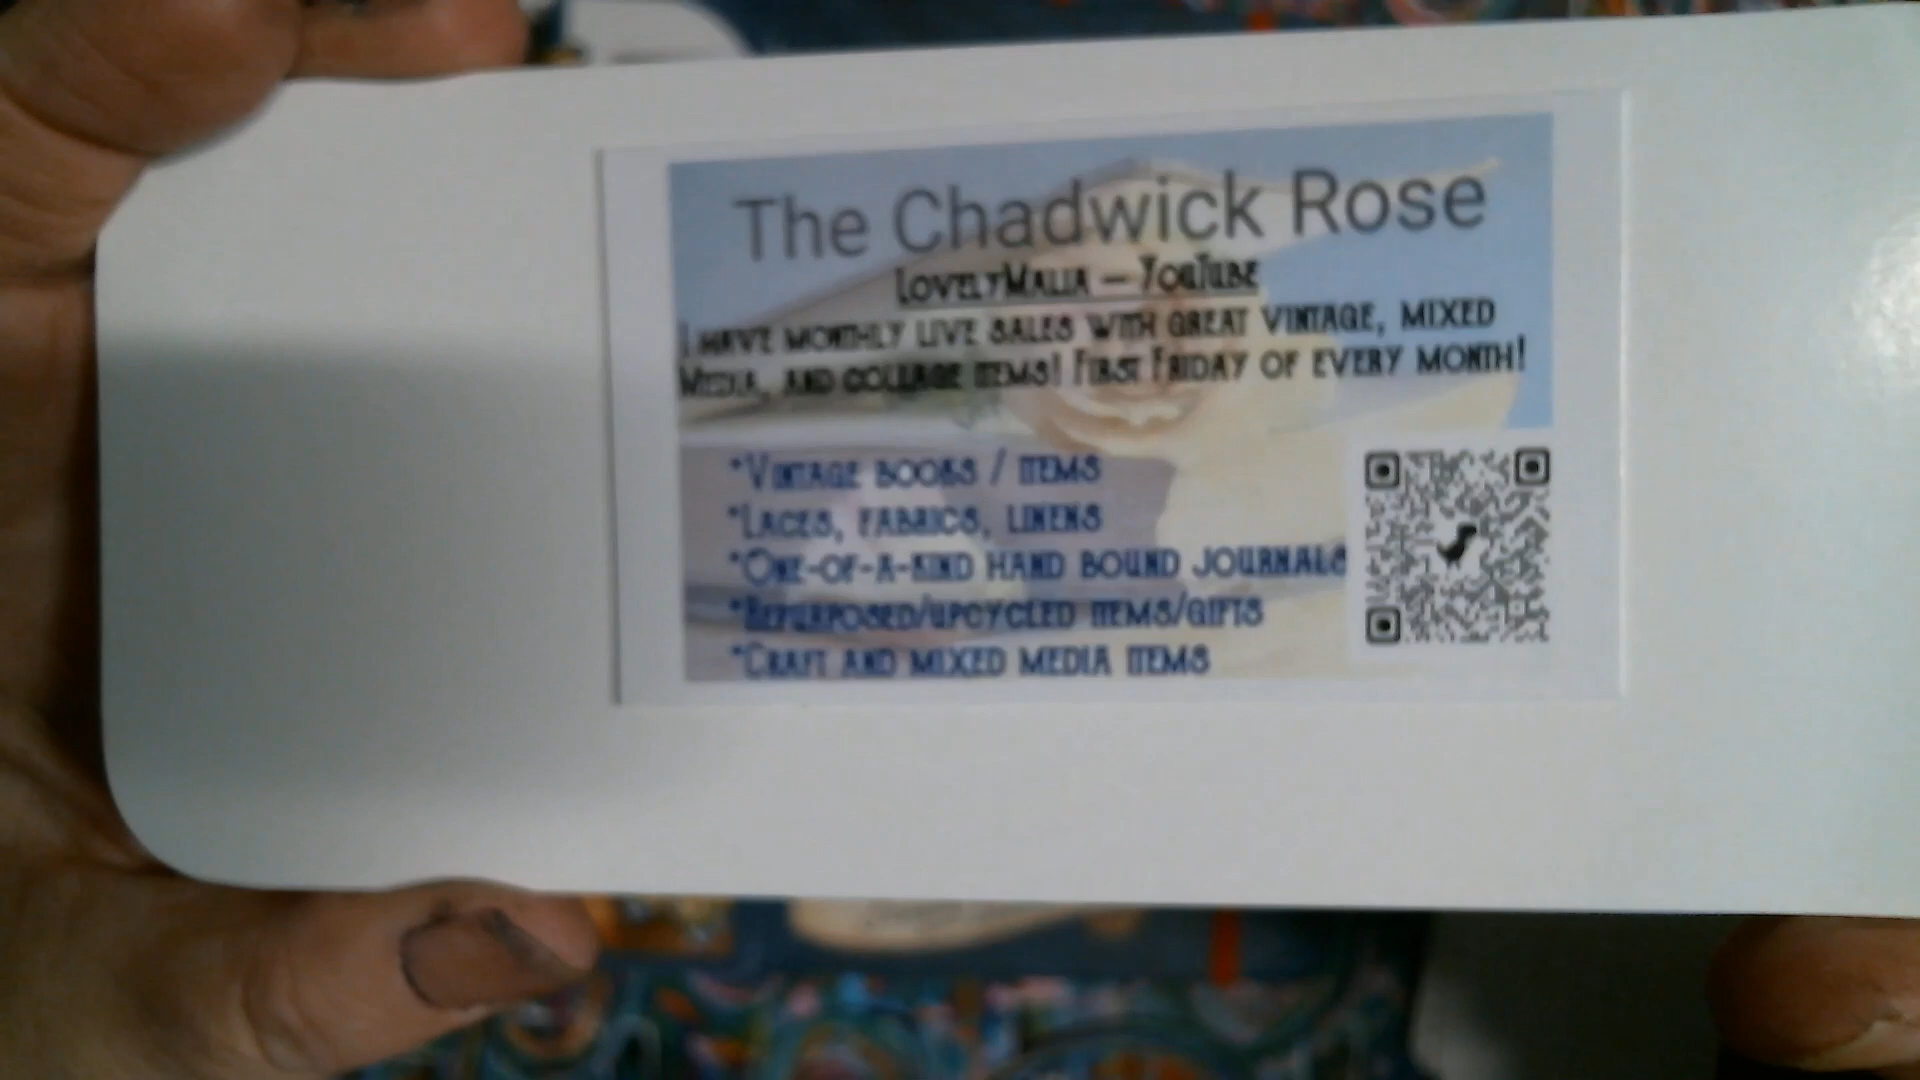 The Chadwick Rose
LovelyMalia – YouTube
I have monthly live sales with great vintage, mixed
Media, and collage items! First Friday of every month!
*Vintage books / items
*Laces, fabrics, linens
*One-of-a-kind hand bound journals
*Repurposed/upcycled items/gifts
*Craft and mixed media items